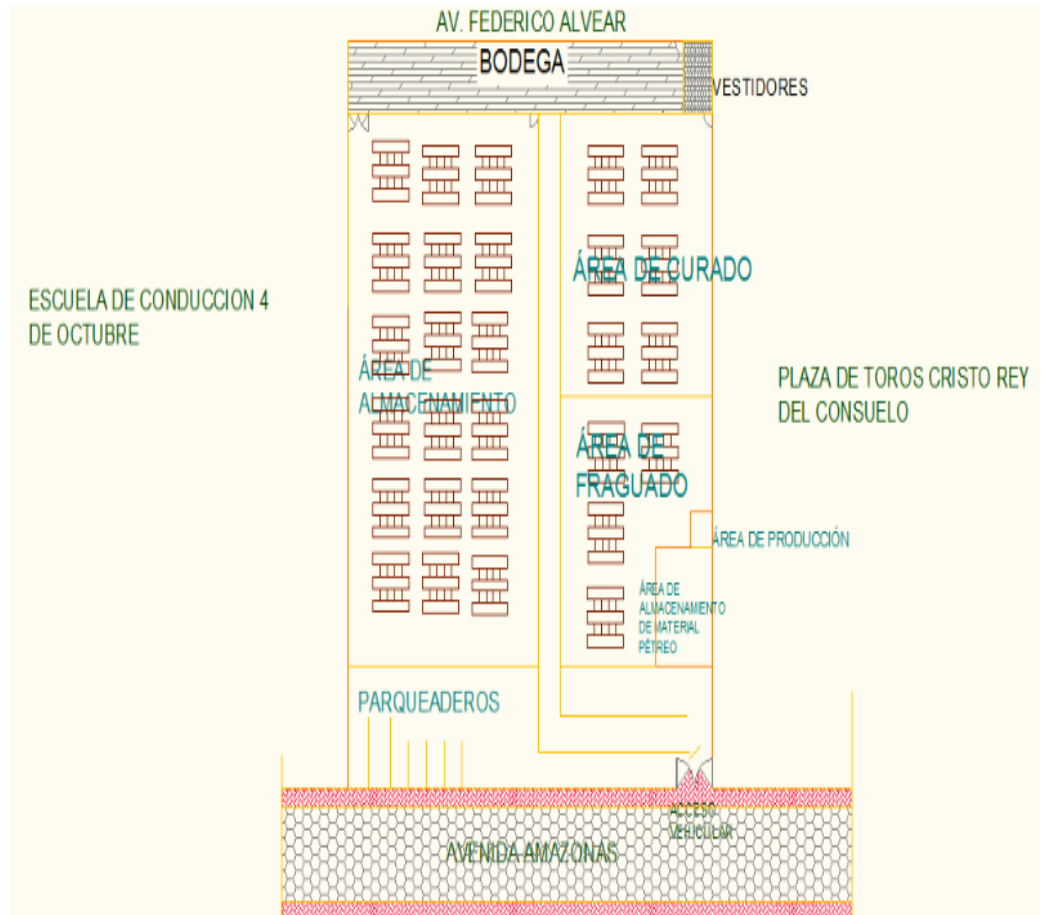 AV. FEDERICO ALVEAR
BODEGA
VESTIDORES
ÁREA DE CURADO
ESCUELA DE CONDUCCION 4
DE OCTUBRE
ÁREA DE
ALMACENAMIENTO
PLAZA DE TOROS CRISTO REY
DEL CONSUELO
ÁREA DE
FRAGUADO
ÁREA DE PRODUCCIÓN
ÁREA DE
ALMACENAMIENTO
DE MATERIAL
PÉTREO
PARQUEADEROS
ACCESO
VEHICULAR
AVENIDA AMAZONAS